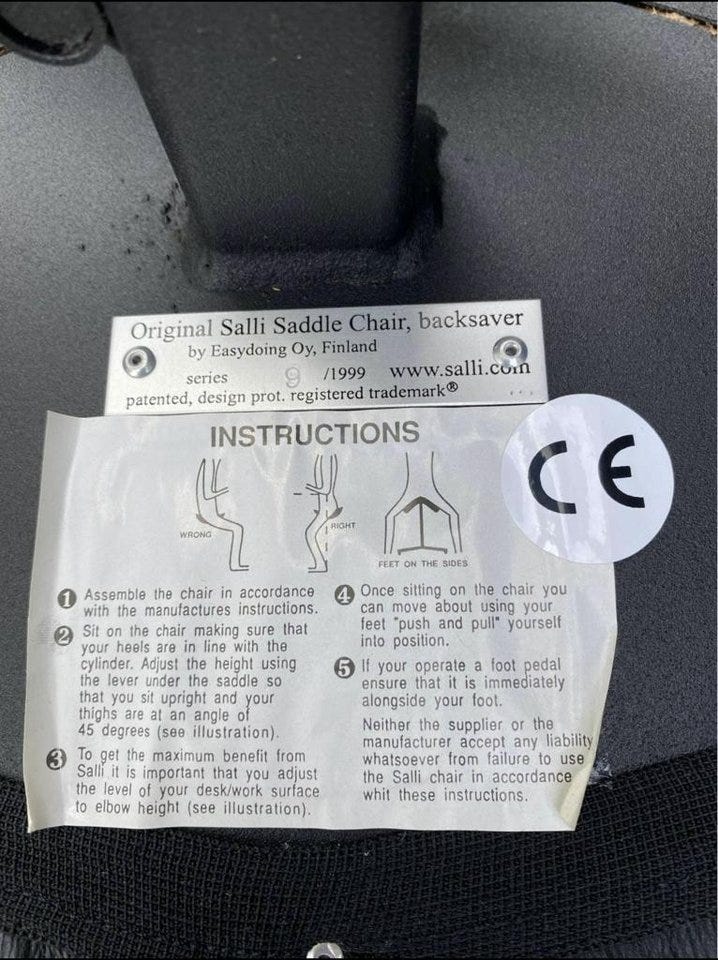 Original Salli Saddle Chair, backsaver
by Easydoing Oy, Finland
series 9 /1999 www.salli.com
patented, design prot. registered trademark®
CE
INSTRUCTIONS
WRONG
RIGHT
FEET ON THE SIDES
1 Assemble the chair in accordance
with the manufactures instructions.
2 Sit on the chair making sure that
your heels are in line with the
cylinder. Adjust the height using
the lever under the saddle so
that you sit upright and your
thighs are at an angle of
45 degrees (see illustration).
3 To get the maximum benefit from
Salli it is important that you adjust
the level of your desk/work surface
to elbow height (see illustration).
4 Once sitting on the chair you
can move about using your
feet "push and pull" yourself
into position.
5 If your operate a foot pedal
ensure that it is immediately
alongside your foot.
Neither the supplier or the
manufacturer accept any liability
whatsoever from failure to use
the Salli chair in accordance
whit these instructions.